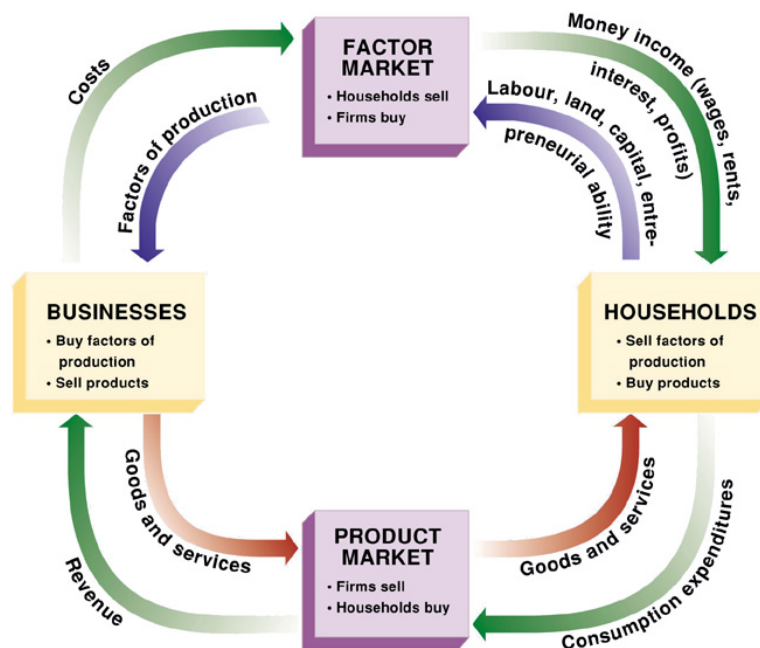 FACTOR
MARKET
• Households sell
• Firms buy
Costs
Factors of production
Money income (wages, rents,
interest, profits)
Labour, land, capital, entre-
preneurial ability
BUSINESSES
• Buy factors of
production
• Sell products
HOUSEHOLDS
• Sell factors of
production
• Buy products
Goods and services
Revenue
PRODUCT
MARKET
• Firms sell
• Households buy
Goods and services
Consumption expenditures